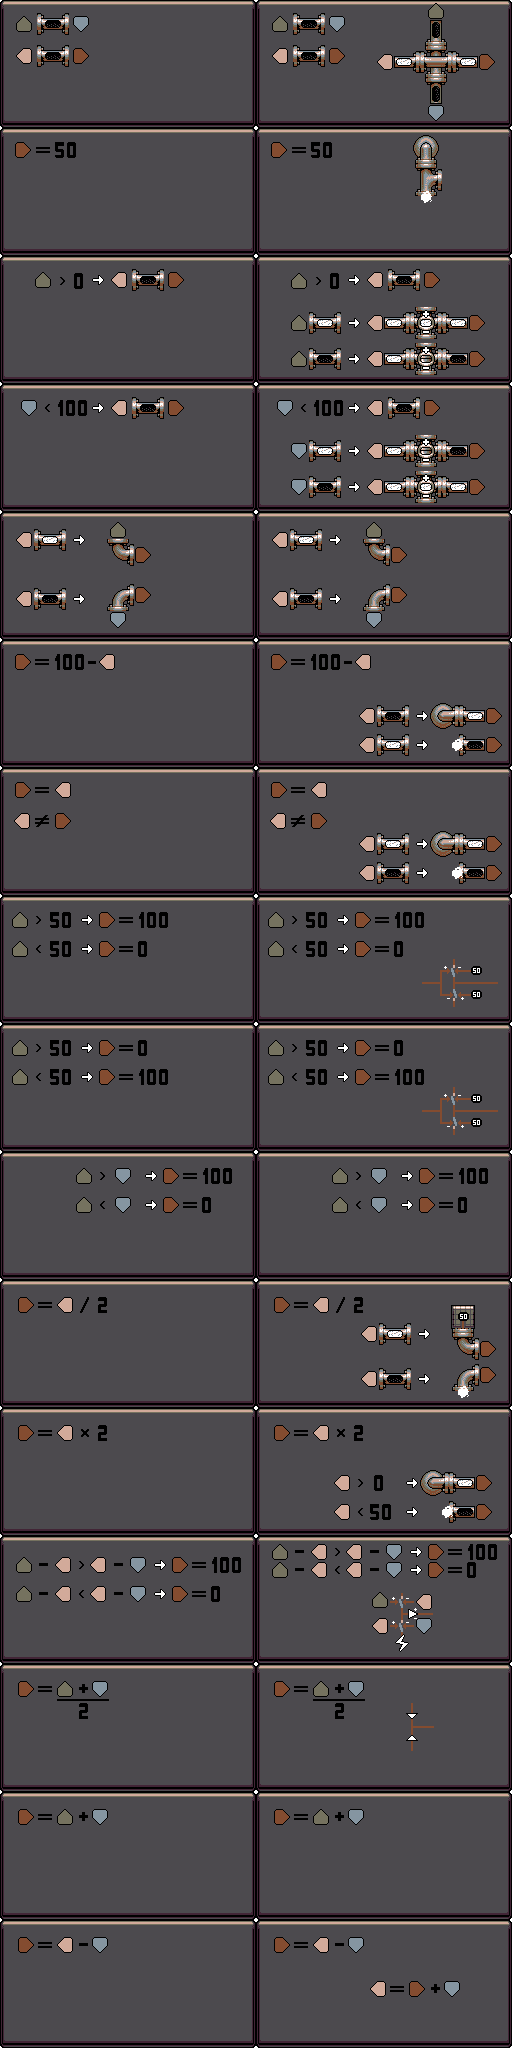 = 50
= 50
> 0 →
> 0 →
< 100 →
< 100 →
= 100 -
= 100 -
=
≠
=
≠
> 50 → = 100
< 50 → = 0
> 50 → = 100
< 50 → = 0
50
50
> 50 → = 0
< 50 → = 100
> 50 → = 0
< 50 → = 100
50
50
> → = 100
< → = 0
> → = 100
< → = 0
= / 2
= / 2
50
= × 2
= × 2
> 0 →
< 50 →
- > - → = 100
- < - → = 0
- > - → = 100
- < - → = 0
= +
2
= +
2
= +
= +
= -
= -
= +